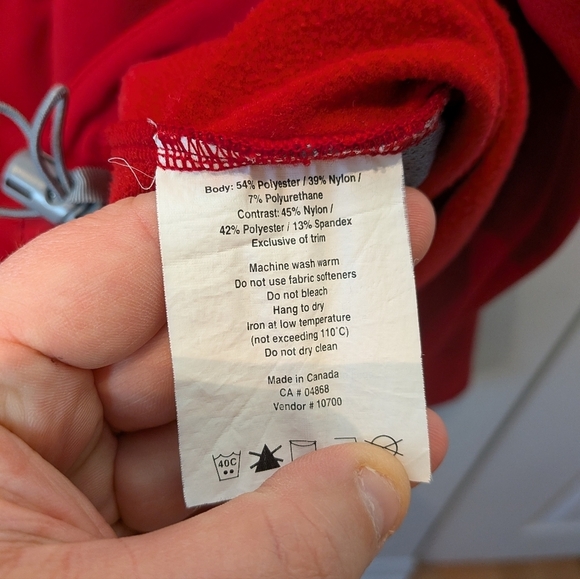 Body: 54% Polyester / 39% Nylon /
7% Polyurethane
Contrast: 45% Nylon /
42% Polyester / 13% Spandex
Exclusive of trim
Machine wash warm
Do not use fabric softeners
Do not bleach
Hang to dry
Iron at low temperature
(not exceeding 110°C)
Do not dry clean
Made in Canada
CA # 04868
Vendor # 10700
40C